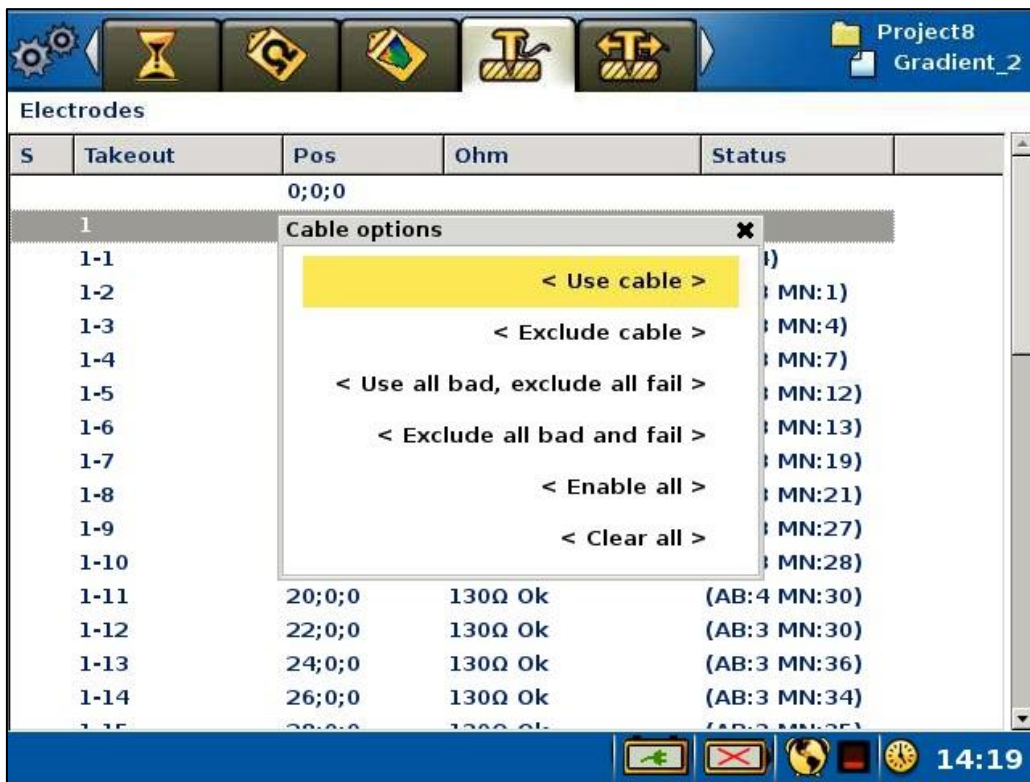 Project8
Gradient_2
Electrodes
S Takeout Pos Ohm Status
0;0;0
1
Cable options
1-1
1-2 MN:1)
1-3 MN:4)
1-4 MN:7)
1-5 MN:12)
1-6 MN:13)
1-7 MN:19)
1-8 MN:21)
1-9 MN:27)
1-10 MN:28)
< Use cable >
< Exclude cable >
< Use all bad, exclude all fail >
< Exclude all bad and fail >
< Enable all >
< Clear all >
1-11 20;0;0 130Ω Ok (AB:4 MN:30)
1-12 22;0;0 130Ω Ok (AB:3 MN:30)
1-13 24;0;0 130Ω Ok (AB:3 MN:36)
1-14 26;0;0 130Ω Ok (AB:3 MN:34)
14:19